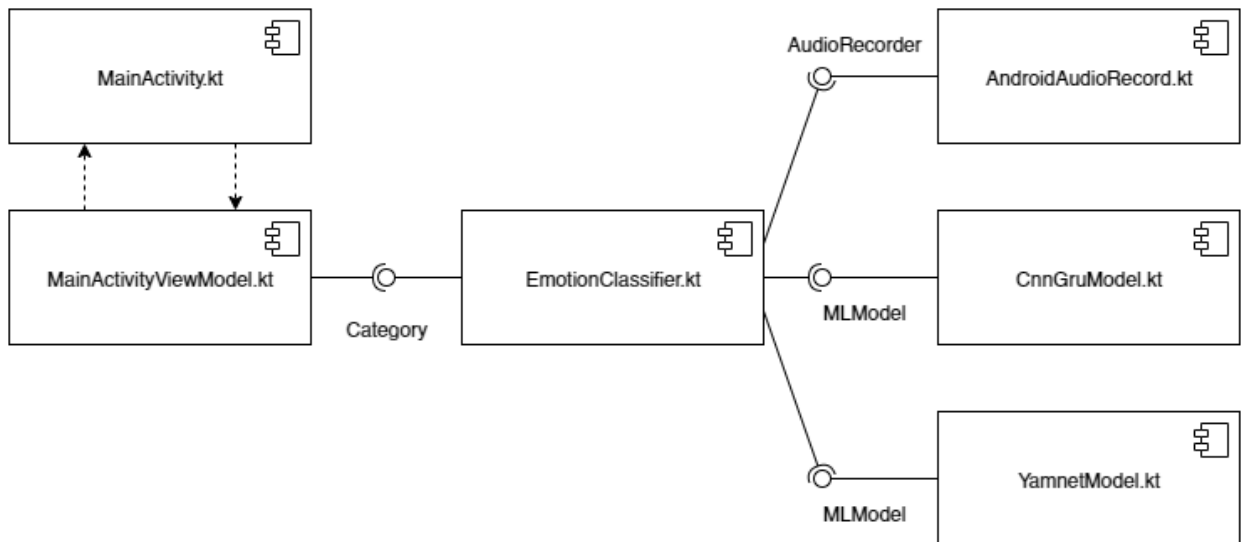 MainActivity.kt
AudioRecorder
AndroidAudioRecord.kt
MainActivityViewModel.kt
Category
EmotionClassifier.kt
MLModel
CnnGruModel.kt
MLModel
YamnetModel.kt